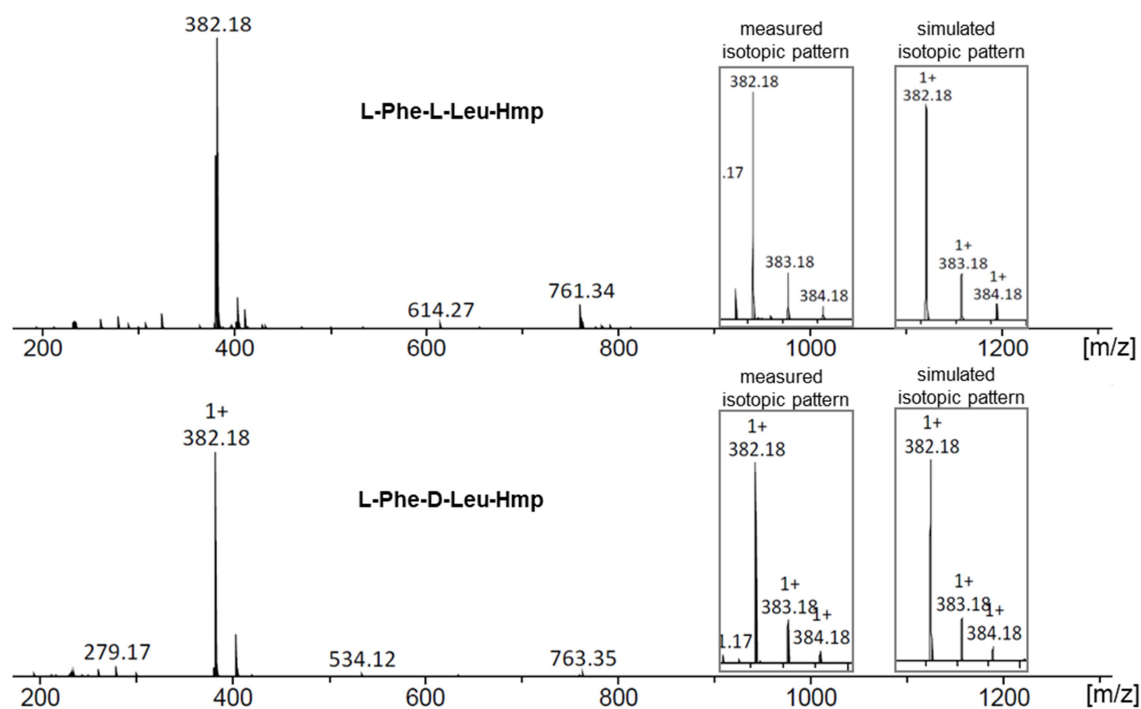 382.18
L-Phe-L-Leu-Hmp
614.27
761.34
measured
isotopic pattern
382.18
.17
383.18
384.18
simulated
isotopic pattern
1+
382.18
1+
383.18
1+
384.18
200 400 600 800 1000 1200 [m/z]
1+
382.18
L-Phe-D-Leu-Hmp
279.17
534.12
763.35
measured
isotopic pattern
1+
382.18
1+
383.18
1+
384.18
1.17
simulated
isotopic pattern
1+
382.18
1+
383.18
1+
384.18
200 400 600 800 1000 1200 [m/z]